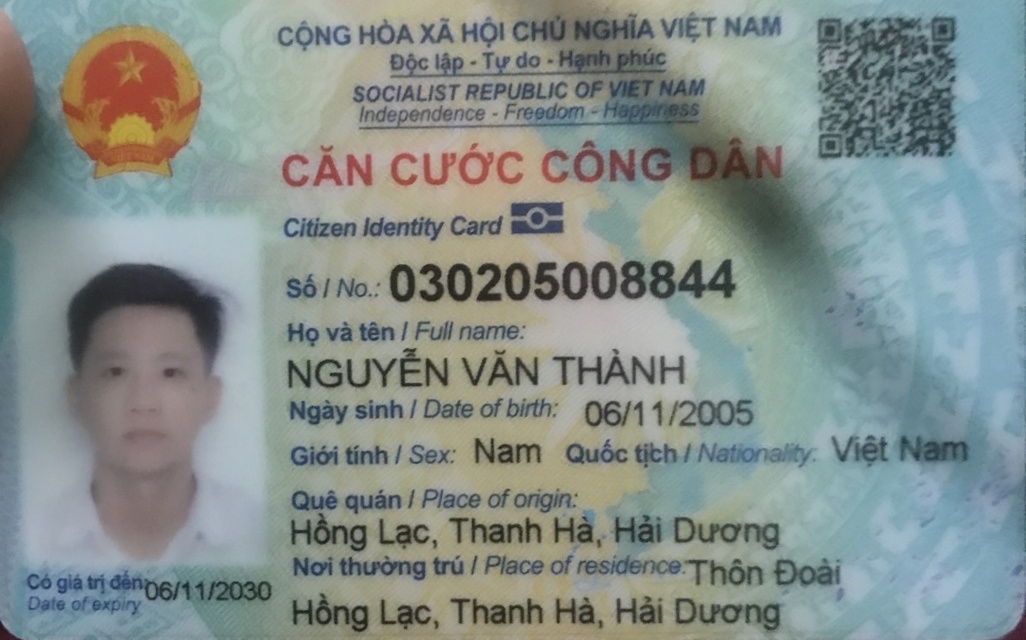 CỘNG HÒA XÃ HỘI CHỦ NGHĨA VIỆT NAM
Độc lập - Tự do - Hạnh phúc
SOCIALIST REPUBLIC OF VIET NAM
Independence - Freedom - Happiness
CĂN CƯỚC CÔNG DÂN
Citizen Identity Card
Số / No.: 030205008844
Họ và tên / Full name:
NGUYỄN VĂN THÀNH
Ngày sinh / Date of birth: 06/11/2005
Giới tính / Sex: Nam Quốc tịch / Nationality: Việt Nam
Quê quán / Place of origin:
Hồng Lạc, Thanh Hà, Hải Dương
Nơi thường trú / Place of residence: Thôn Đoài
Hồng Lạc, Thanh Hà, Hải Dương
Có giá trị đến: 06/11/2030
Date of expiry